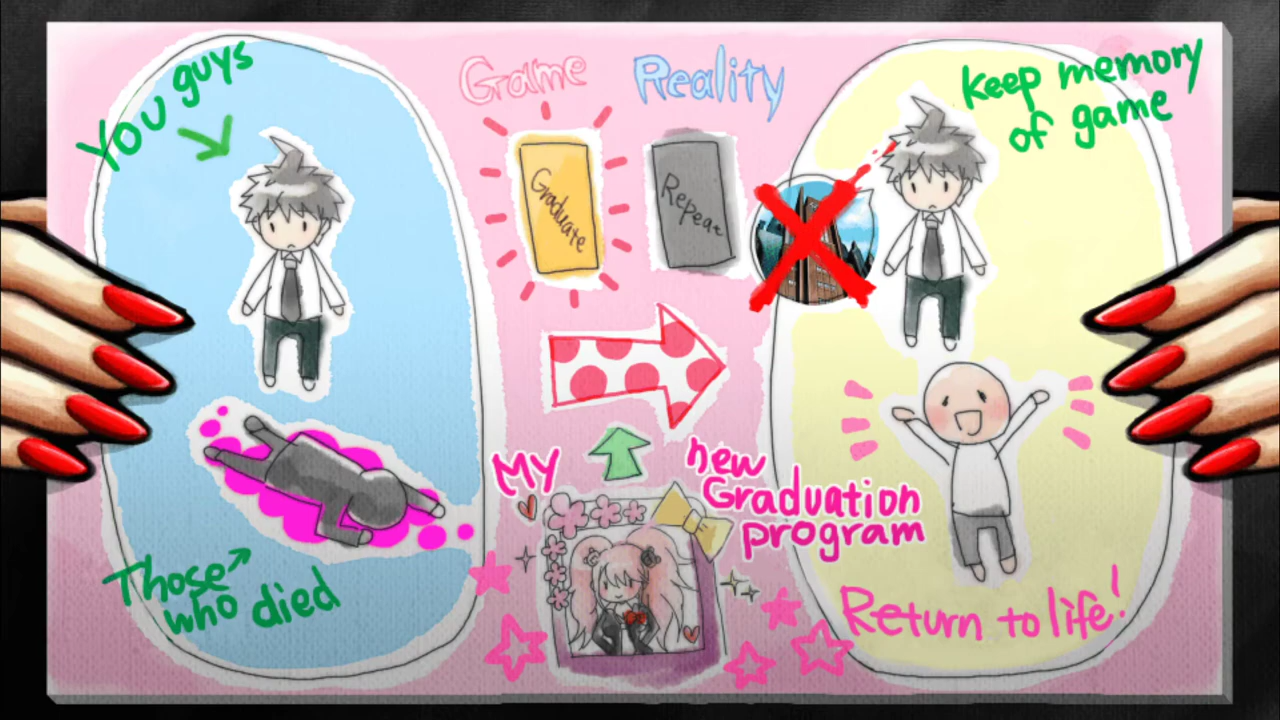 You guys
Game
Reality
keep memory
of game
Graduate
Repeat
MY
new
Graduation
program
Those
who died
Return to life!